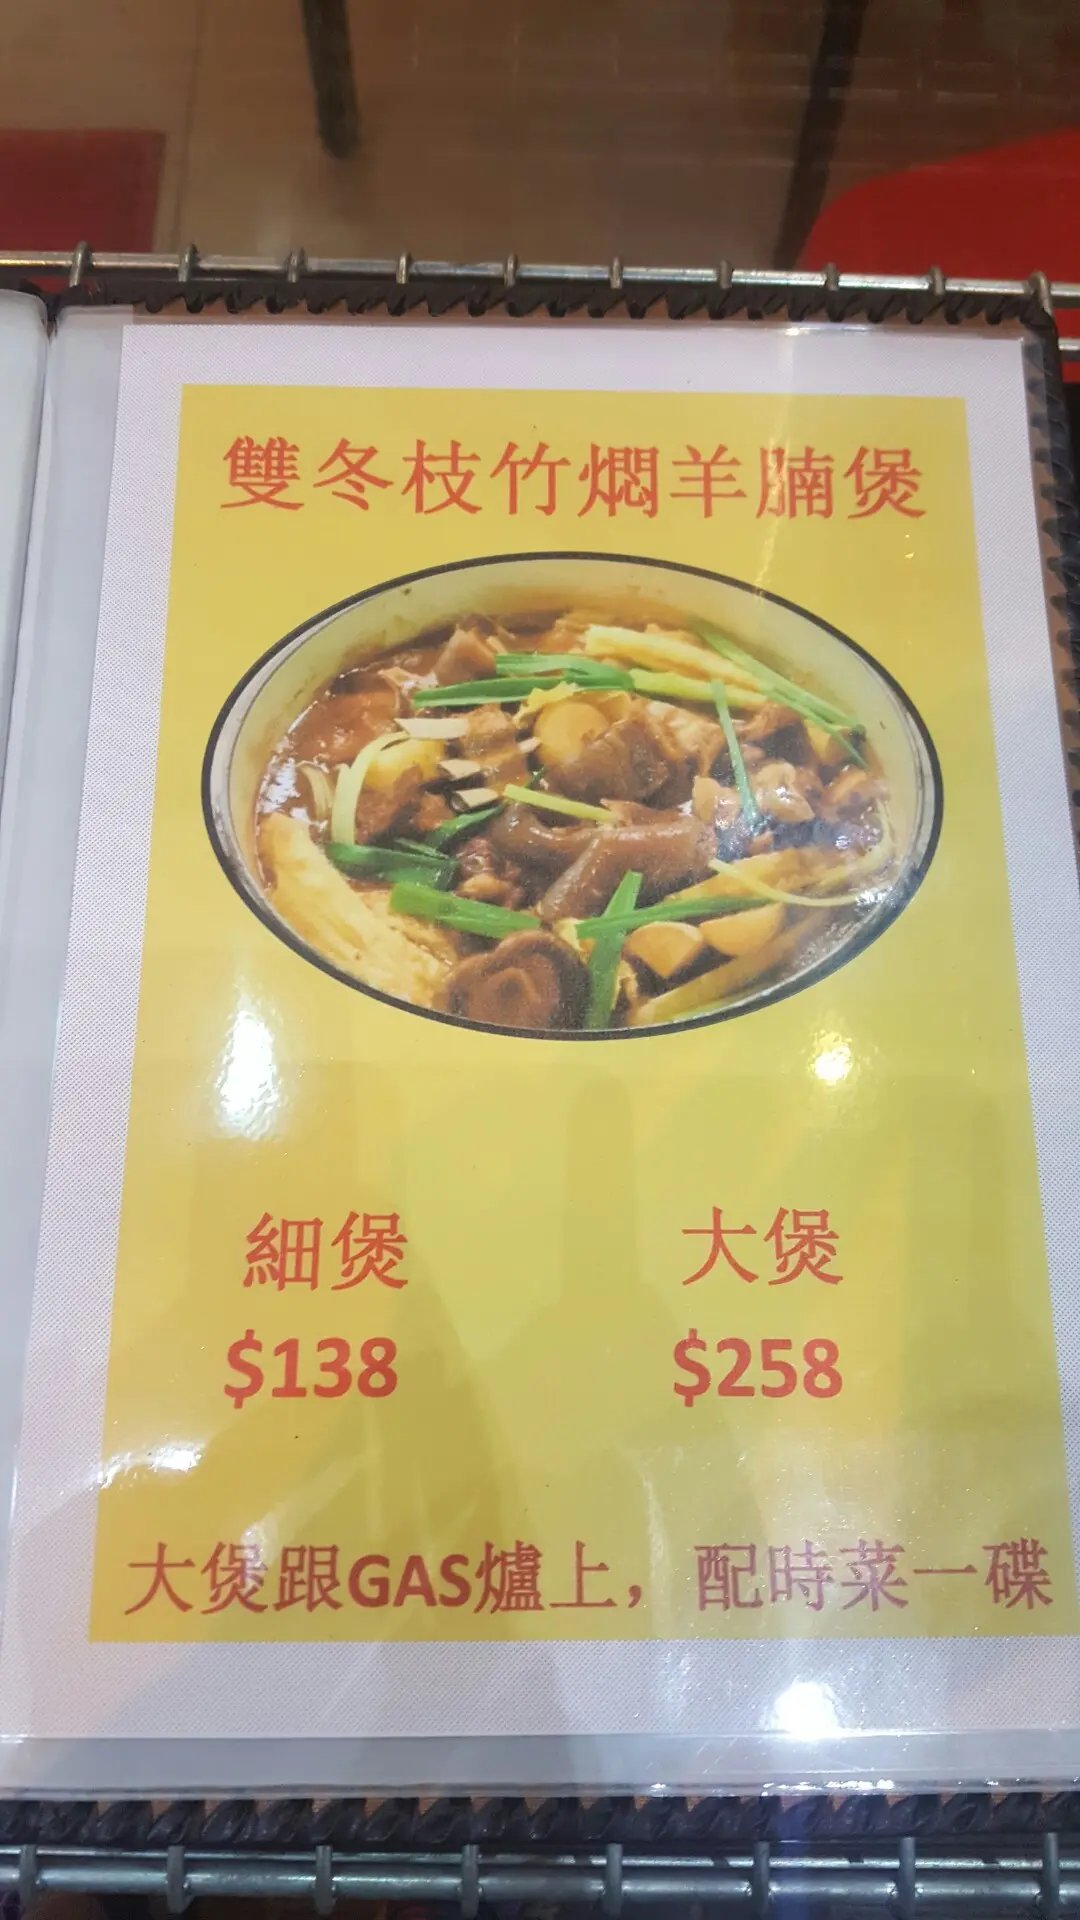 雙冬枝竹燜羊腩煲
細煲
大煲
$138
$258
大煲跟GAS爐上，配時菜一碟